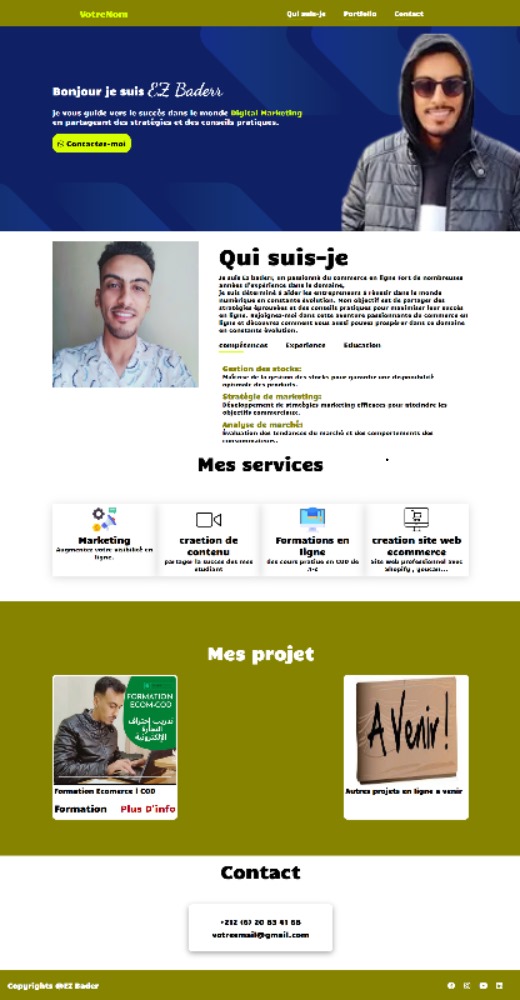 VotreNom
Qui suis-je Portfolio Contact
Bonjour je suis EZ Baderr
je vous guide vers le succès dans le monde Digital Marketing
en partageant des stratégies et des conseils pratiques.
Contactez-moi
Qui suis-je
Je suis La baderr, un passionné du commerce en ligne fort de nombreuses
années d'expérience dans le domaine,
je suis déterminé à aider les entrepreneurs à réussir dans le monde
numérique en constante évolution. Mon objectif est de partager des
stratégies éprouvées et des conseils pratiques pour maximiser leur succès
en ligne. Rejoignez-moi dans cette aventure passionnante du commerce en
ligne et découvrez comment vous aussi pouvez prospérer dans ce domaine
en constante évolution.
compétences Experience Education
Gestion des stocks:
Maîtrise de la gestion des stocks pour garantir une disponibilité
optimale des produits.
Stratégie de marketing:
Développement de stratégies marketing efficaces pour atteindre les
objectifs commerciaux.
Analyse de marché:
Évaluation des tendances du marché et des comportements des
consommateurs.
Mes services
Marketing
Augmentez votre visibilité en
ligne.
craetion de
contenu
partager la succès des mes
etudiant
Formations en
ligne
des cours pratiue en COD de
A-Z
creation site web
ecommerce
Site web professionnel avec
Shopify , youcan...
Mes projet
FORMATION
ECOM-COD
تدريب إحتراف
التجارة
الإلكترونية
Formation Ecomerce | COD
Formation Plus D'info
A Venir!
Autres projets en ligne a venir
Contact
+212 (6) 20 83 41 68
votreemail@gmail.com
Copyrights @EZ Bader